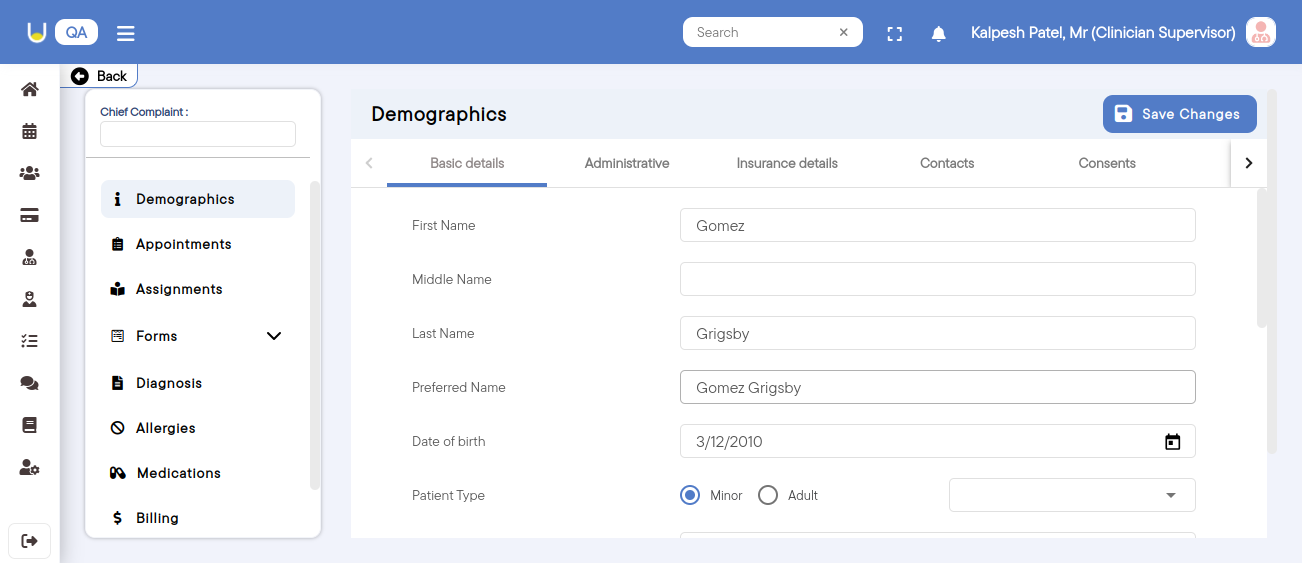 QA
Search
Kalpesh Patel, Mr (Clinician Supervisor)
Back
Chief Complaint :
Demographics
Appointments
Assignments
Forms
Diagnosis
Allergies
Medications
Billing
Demographics
Save Changes
Basic details Administrative Insurance details Contacts Consents
First Name Gomez
Middle Name
Last Name Grigsby
Preferred Name Gomez Grigsby
Date of birth 3/12/2010
Patient Type Minor Adult